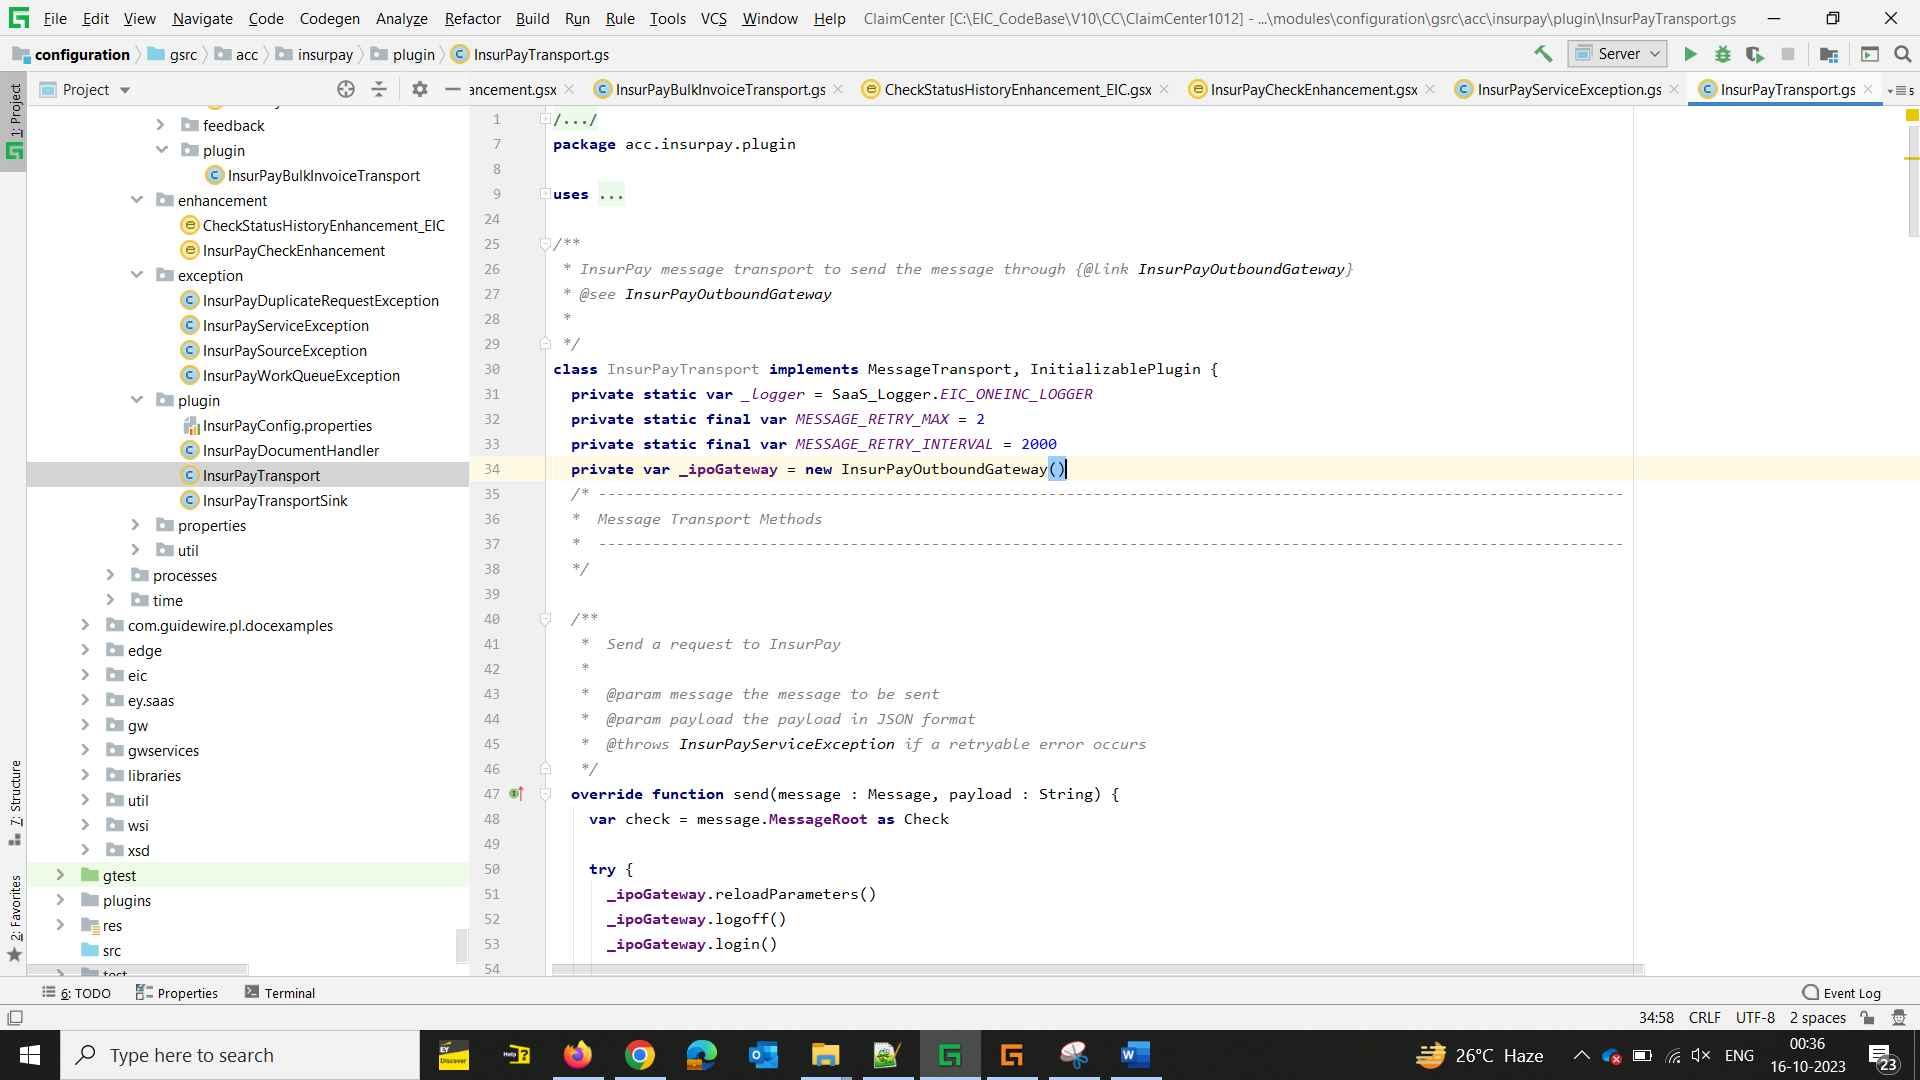 File Edit View Navigate Code Codegen Analyze Refactor Build Run Rule Tools VCS Window Help ClaimCenter [C:\EIC_CodeBase\V10\CC\ClaimCenter1012] - ...\modules\configuration\gsrc\acc\insurpay\plugin\InsurPayTransport.gs
configuration gsrc acc insurpay plugin InsurPayTransport.gs Server
Project ancement.gsx InsurPayBulkInvoiceTransport.gs CheckStatusHistoryEnhancement_EIC.gsx InsurPayCheckEnhancement.gsx InsurPayServiceException.gs InsurPayTransport.gs 5
1: Project
7: Structure
2: Favorites
feedback
plugin
InsurPayBulkInvoiceTransport
enhancement
CheckStatusHistoryEnhancement_EIC
InsurPayCheckEnhancement
exception
InsurPayDuplicateRequestException
InsurPayServiceException
InsurPaySourceException
InsurPayWorkQueueException
plugin
InsurPayConfig.properties
InsurPayDocumentHandler
InsurPayTransport
InsurPayTransportSink
properties
util
processes
time
com.guidewire.pl.docexamples
edge
eic
ey.saas
gw
gwservices
libraries
util
wsi
xsd
gtest
plugins
res
src
test
1 /.../
7 package acc.insurpay.plugin
8
9 uses ...
24
25 /**
26 * InsurPay message transport to send the message through {@link InsurPayOutboundGateway}
27 * @see InsurPayOutboundGateway
28 *
29 */
30 class InsurPayTransport implements MessageTransport, InitializablePlugin {
31 private static var _logger = SaaS_Logger.EIC_ONEINC_LOGGER
32 private static final var MESSAGE_RETRY_MAX = 2
33 private static final var MESSAGE_RETRY_INTERVAL = 2000
34 private var _ipoGateway = new InsurPayOutboundGateway()
35 /* ------------------------------------------------------------------------------------------------------------------
36 * Message Transport Methods
37 * ------------------------------------------------------------------------------------------------------------------
38 */
39
40 /**
41 * Send a request to InsurPay
42 *
43 * @param message the message to be sent
44 * @param payload the payload in JSON format
45 * @throws InsurPayServiceException if a retryable error occurs
46 */
47 override function send(message : Message, payload : String) {
48 var check = message.MessageRoot as Check
49
50 try {
51 _ipoGateway.reloadParameters()
52 _ipoGateway.logoff()
53 _ipoGateway.login()
54
6: TODO Properties Terminal Event Log
34:58 CRLF UTF-8 2 spaces
Type here to search EY Discover Help ? 26°C Haze ENG 00:36
16-10-2023 23